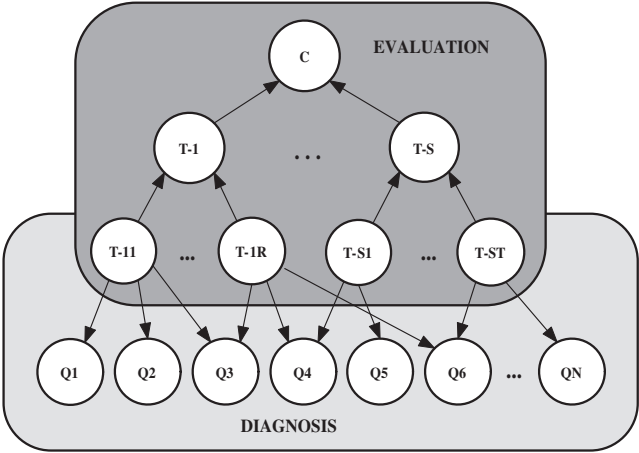 C
EVALUATION
T-1
...
T-S
T-11
...
T-1R
T-S1
...
T-ST
Q1
Q2
Q3
Q4
Q5
Q6
...
QN
DIAGNOSIS